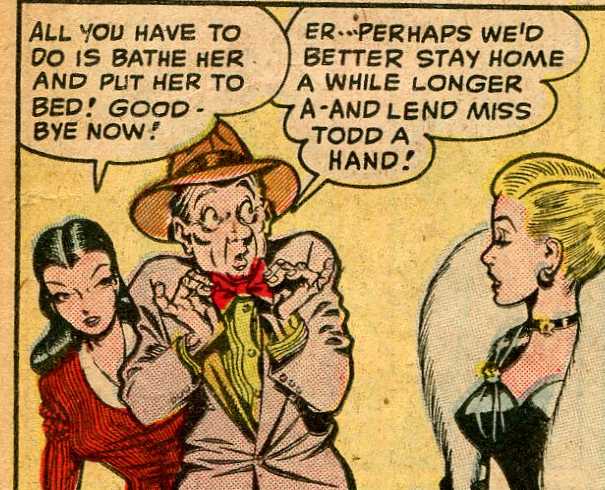 ALL YOU HAVE TO
DO IS BATHE HER
AND PUT HER TO
BED! GOOD-
BYE NOW!
ER...PERHAPS WE'D
BETTER STAY HOME
A WHILE LONGER
A-AND LEND MISS
TODD A
HAND!